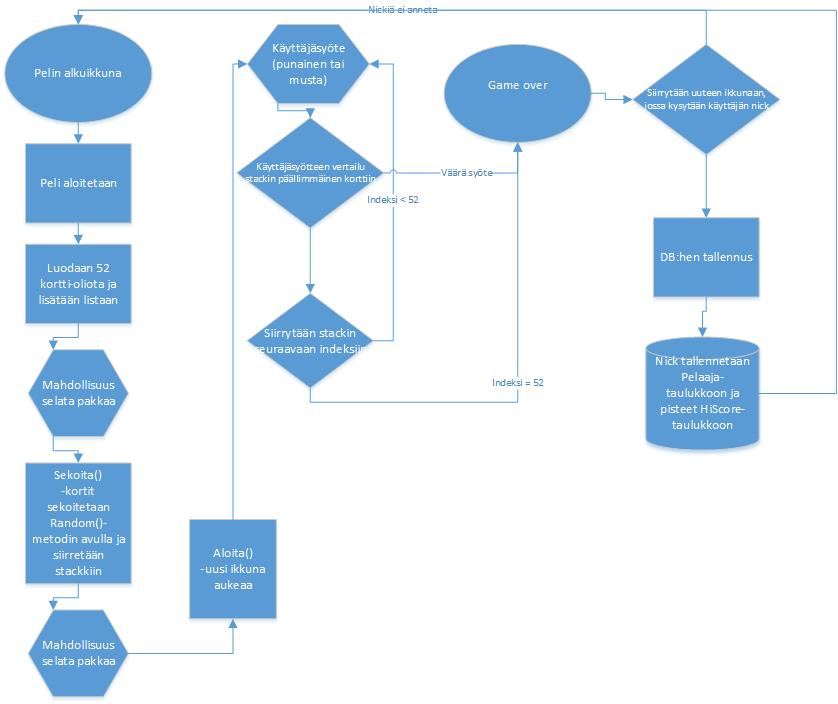 Nickiä ei anneta
Pelin alkuikkuna
Peli aloitetaan
Luodaan 52
kortti-oliota ja
lisätään listaan
Mahdollisuus
selata pakkaa
Sekoita()
-kortit
sekoitetaan
Random()-
metodin avulla ja
siirretään
stackkiin
Mahdollisuus
selata pakkaa
Aloita()
-uusi ikkuna
aukeaa
Käyttäjäsyöte
(punainen tai
musta)
Käyttäjäsyötteen vertailu
stackin päällimmäinen korttiin
Väärä syöte
Indeksi < 52
Siirrytään stackin
seuraavaan indeksiin
Indeksi = 52
Game over
Siirrytään uuteen ikkunaan,
jossa kysytään käyttäjän nick
DB:hen tallennus
Nick tallennetaan
Pelaaja-
taulukkoon ja
pisteet HiScore-
taulukkoon